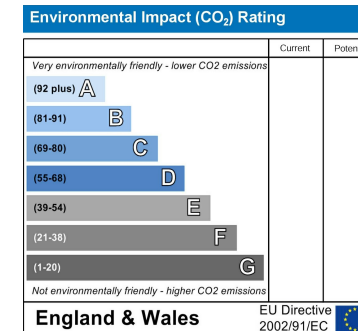 Environmental Impact (CO₂) Rating
Current Poten
Very environmentally friendly - lower CO2 emissions
(92 plus) A
(81-91) B
(69-80) C
(55-68) D
(39-54) E
(21-38) F
(1-20) G
Not environmentally friendly - higher CO2 emissions
England & Wales
EU Directive
2002/91/EC